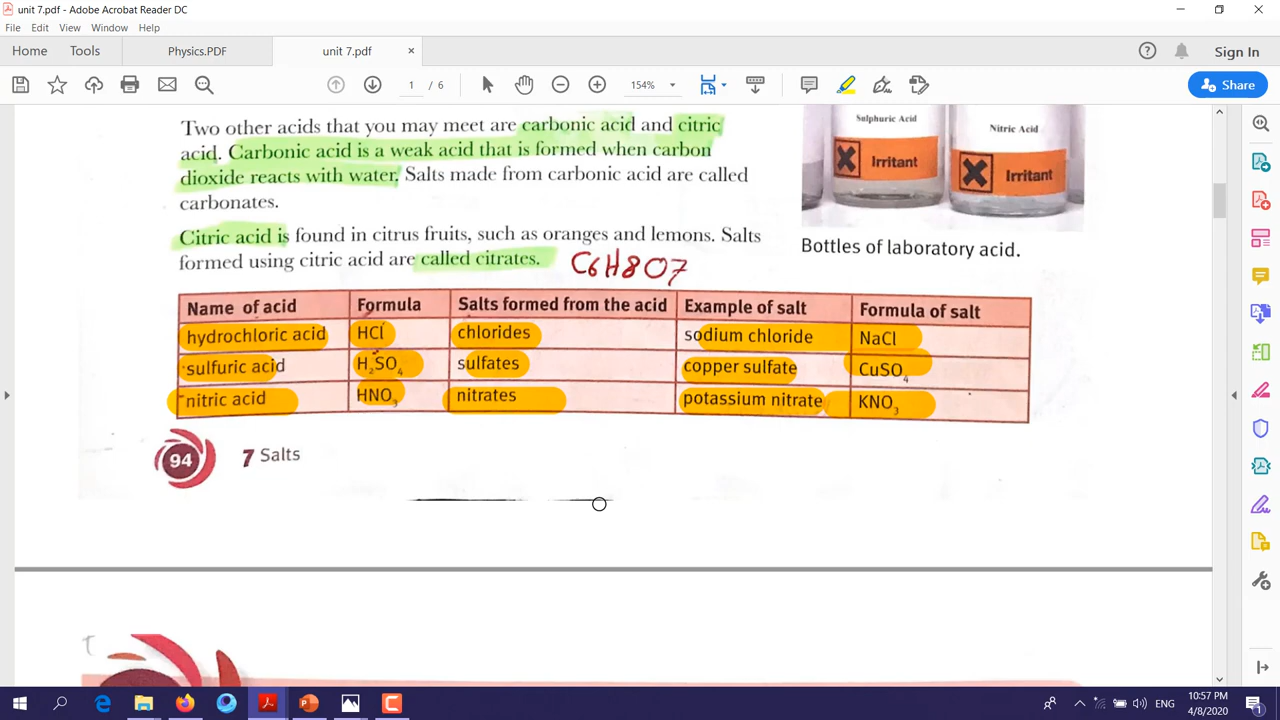 unit 7.pdf - Adobe Acrobat Reader DC
File Edit View Window Help
Home Tools Physics.PDF unit 7.pdf × Sign In
1 / 6 154% Share
Two other acids that you may meet are carbonic acid and citric
acid. Carbonic acid is a weak acid that is formed when carbon
dioxide reacts with water. Salts made from carbonic acid are called
carbonates.
Citric acid is found in citrus fruits, such as oranges and lemons. Salts
formed using citric acid are called citrates. C6H8O7
Sulphuric Acid
Irritant
Nitric Acid
Irritant
Bottles of laboratory acid.
Name of acid Formula Salts formed from the acid Example of salt Formula of salt
hydrochloric acid HCl chlorides sodium chloride NaCl
sulfuric acid H₂SO₄ sulfates copper sulfate CuSO₄
nitric acid HNO₃ nitrates potassium nitrate KNO₃
94 7 Salts
10:57 PM
ENG
4/8/2020
1